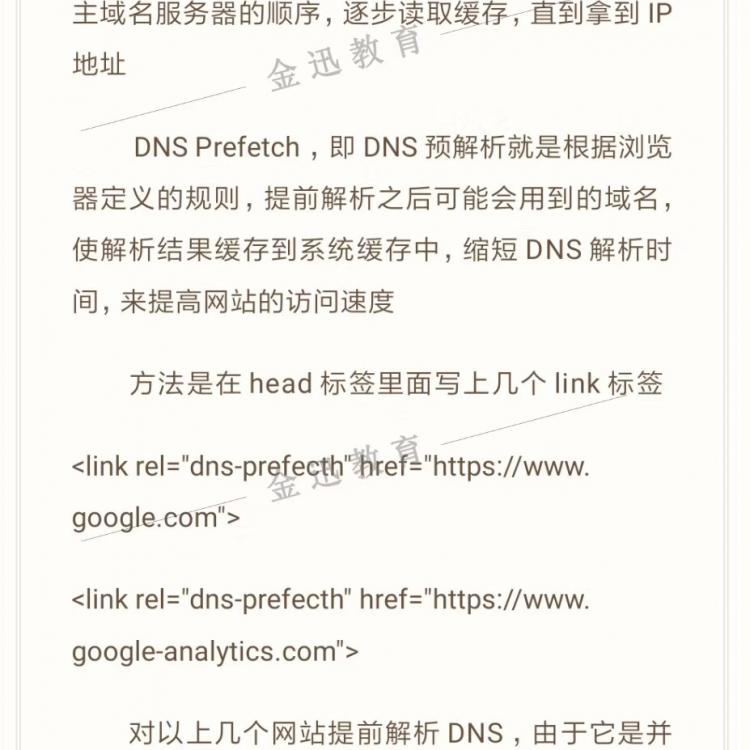 主域名服务器的顺序，逐步读取缓存，直到拿到 IP
地址
金迅教育
DNS Prefetch ，即 DNS 预解析就是根据浏览
器定义的规则，提前解析之后可能会用到的域名，
使解析结果缓存到系统缓存中，缩短 DNS 解析时
间，来提高网站的访问速度
方法是在 head 标签里面写上几个 link 标签
金迅教育
<link rel="dns-prefecth" href="https://www.
google.com">
<link rel="dns-prefecth" href="https://www.
google-analytics.com">
对以上几个网站提前解析 DNS ，由于它是并